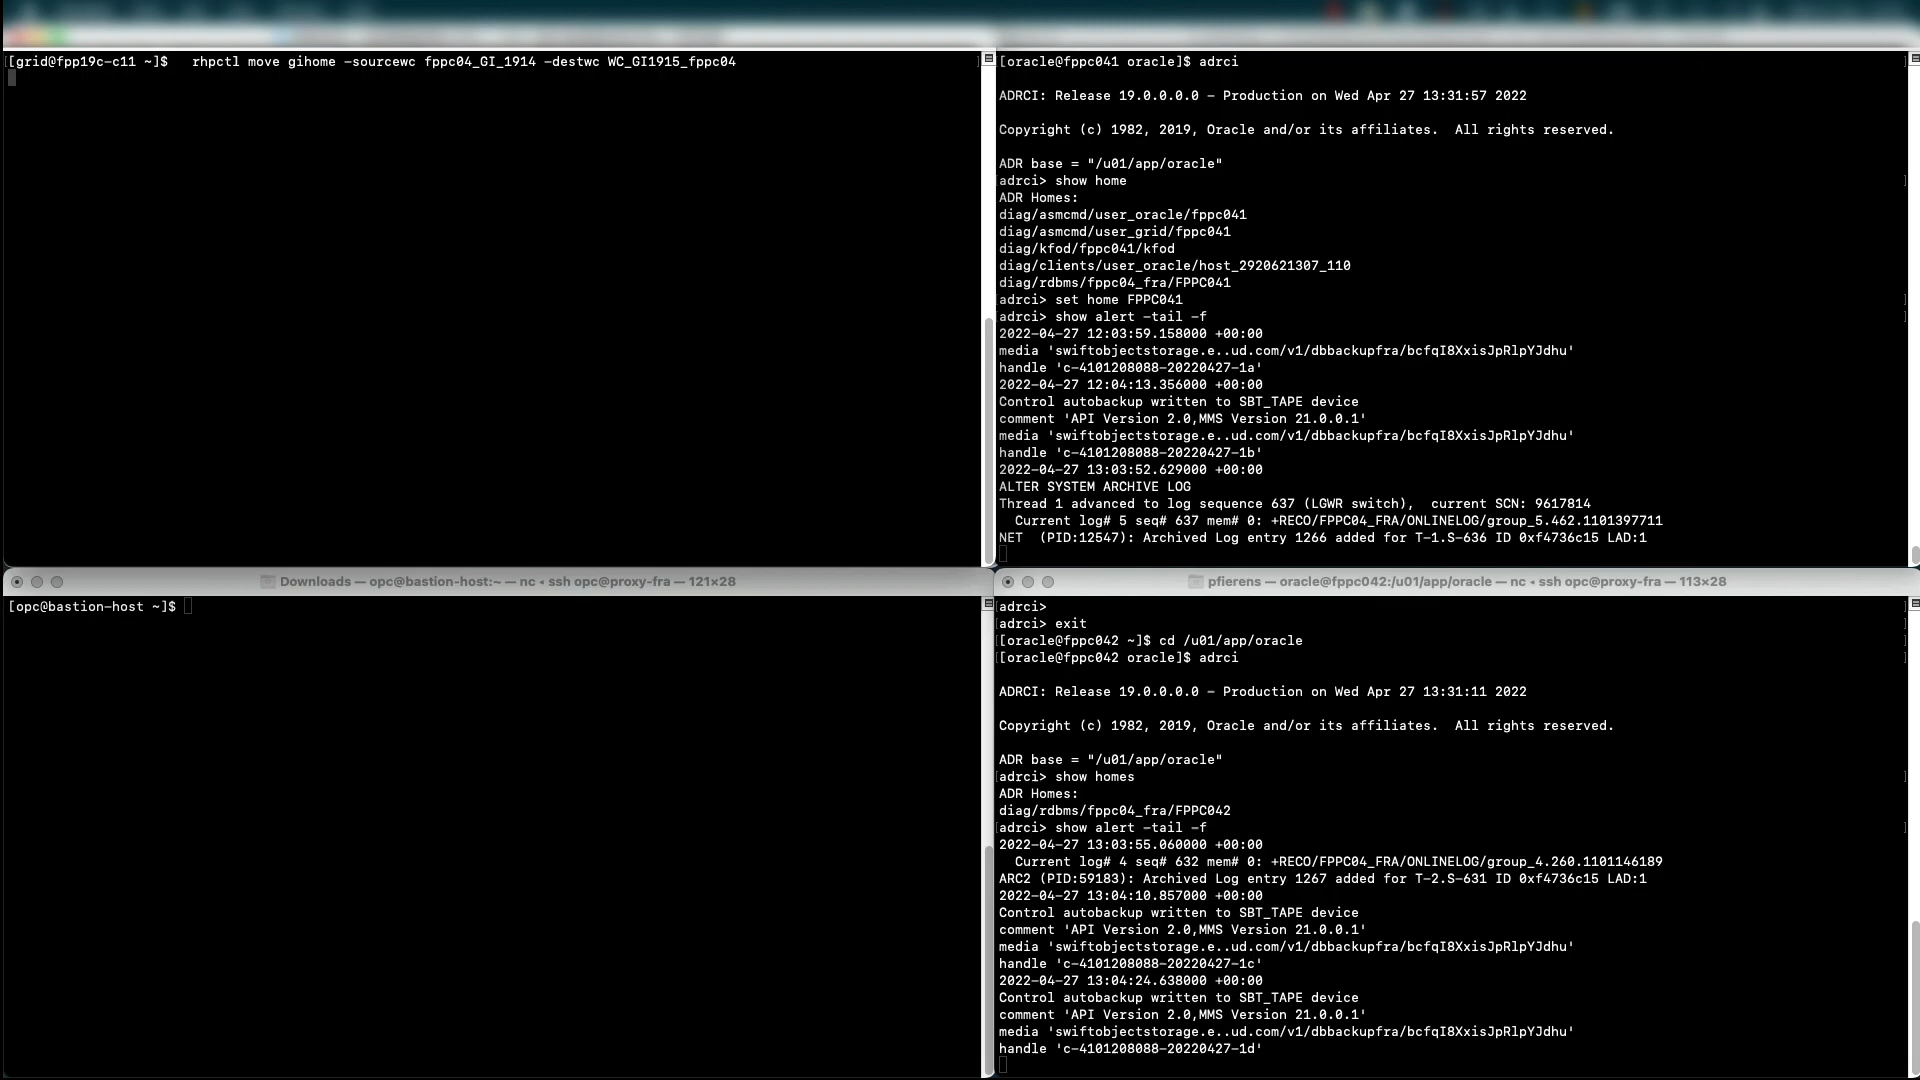 [grid@fpp19c-c11 ~]$   rhpctl move gihome -sourcewc fppc04_GI_1914 -destwc WC_GI1915_fppc04
[oracle@fppc041 oracle]$ adrci
ADRCI: Release 19.0.0.0.0 - Production on Wed Apr 27 13:31:57 2022
Copyright (c) 1982, 2019, Oracle and/or its affiliates.  All rights reserved.
ADR base = "/u01/app/oracle"
adrci> show home
ADR Homes:
diag/asmcmd/user_oracle/fppc041
diag/asmcmd/user_grid/fppc041
diag/kfod/fppc041/kfod
diag/clients/user_oracle/host_2920621307_110
diag/rdbms/fppc04_fra/FPPC041
adrci> set home FPPC041
adrci> show alert -tail -f
2022-04-27 12:03:59.158000 +00:00
media 'swiftobjectstorage.e..ud.com/v1/dbbackupfra/bcfqI8XxisJpRlpYJdhu'
handle 'c-4101208088-20220427-1a'
2022-04-27 12:04:13.356000 +00:00
Control autobackup written to SBT_TAPE device
comment 'API Version 2.0,MMS Version 21.0.0.1'
media 'swiftobjectstorage.e..ud.com/v1/dbbackupfra/bcfqI8XxisJpRlpYJdhu'
handle 'c-4101208088-20220427-1b'
2022-04-27 13:03:52.629000 +00:00
ALTER SYSTEM ARCHIVE LOG
Thread 1 advanced to log sequence 637 (LGWR switch),  current SCN: 9617814
  Current log# 5 seq# 637 mem# 0: +RECO/FPPC04_FRA/ONLINELOG/group_5.462.1101397711
NET  (PID:12547): Archived Log entry 1266 added for T-1.S-636 ID 0xf4736c15 LAD:1
Downloads — opc@bastion-host:~ — nc ◂ ssh opc@proxy-fra — 121×28
[opc@bastion-host ~]$
pfierens — oracle@fppc042:/u01/app/oracle — nc ◂ ssh opc@proxy-fra — 113×28
adrci>
adrci> exit
[oracle@fppc042 ~]$ cd /u01/app/oracle
[oracle@fppc042 oracle]$ adrci
ADRCI: Release 19.0.0.0.0 - Production on Wed Apr 27 13:31:11 2022
Copyright (c) 1982, 2019, Oracle and/or its affiliates.  All rights reserved.
ADR base = "/u01/app/oracle"
adrci> show homes
ADR Homes:
diag/rdbms/fppc04_fra/FPPC042
adrci> show alert -tail -f
2022-04-27 13:03:55.060000 +00:00
  Current log# 4 seq# 632 mem# 0: +RECO/FPPC04_FRA/ONLINELOG/group_4.260.1101146189
ARC2 (PID:59183): Archived Log entry 1267 added for T-2.S-631 ID 0xf4736c15 LAD:1
2022-04-27 13:04:10.857000 +00:00
Control autobackup written to SBT_TAPE device
comment 'API Version 2.0,MMS Version 21.0.0.1'
media 'swiftobjectstorage.e..ud.com/v1/dbbackupfra/bcfqI8XxisJpRlpYJdhu'
handle 'c-4101208088-20220427-1c'
2022-04-27 13:04:24.638000 +00:00
Control autobackup written to SBT_TAPE device
comment 'API Version 2.0,MMS Version 21.0.0.1'
media 'swiftobjectstorage.e..ud.com/v1/dbbackupfra/bcfqI8XxisJpRlpYJdhu'
handle 'c-4101208088-20220427-1d'